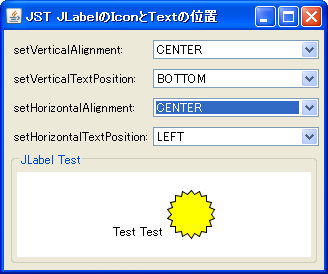 JST JLabelのIconとTextの位置
setVerticalAlignment: CENTER
setVerticalTextPosition: BOTTOM
setHorizontalAlignment: CENTER
setHorizontalTextPosition: LEFT
JLabel Test
Test Test